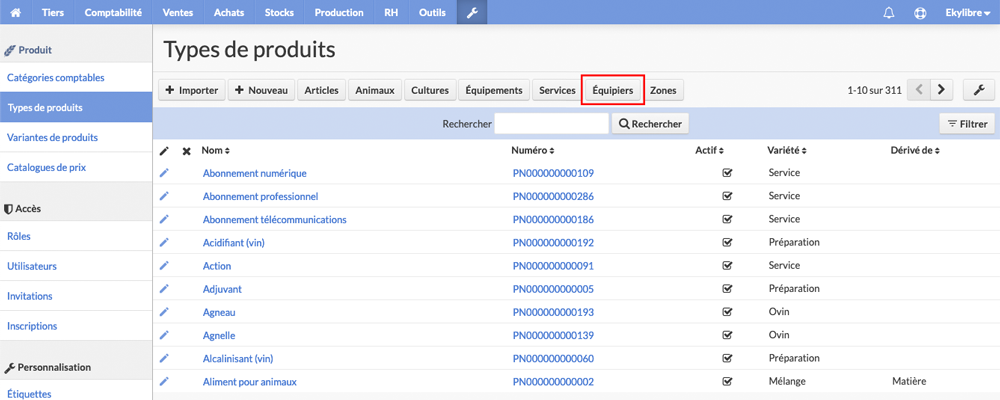 Tiers Comptabilité Ventes Achats Stocks Production RH Outils Ekylibre
Produit
Catégories comptables
Types de produits
Variantes de produits
Catalogues de prix
Accès
Rôles
Utilisateurs
Invitations
Inscriptions
Personnalisation
Étiquettes
Types de produits
Importer Nouveau Articles Animaux Cultures Équipements Services Équipiers Zones 1-10 sur 311
Rechercher Rechercher Filtrer
Nom Numéro Actif Variété Dérivé de
Abonnement numérique PN000000000109 Service
Abonnement professionnel PN000000000286 Service
Abonnement télécommunications PN000000000186 Service
Acidifiant (vin) PN000000000192 Préparation
Action PN000000000091 Service
Adjuvant PN000000000005 Préparation
Agneau PN000000000193 Ovin
Agnelle PN000000000139 Ovin
Alcalinisant (vin) PN000000000060 Préparation
Aliment pour animaux PN000000000002 Mélange Matière